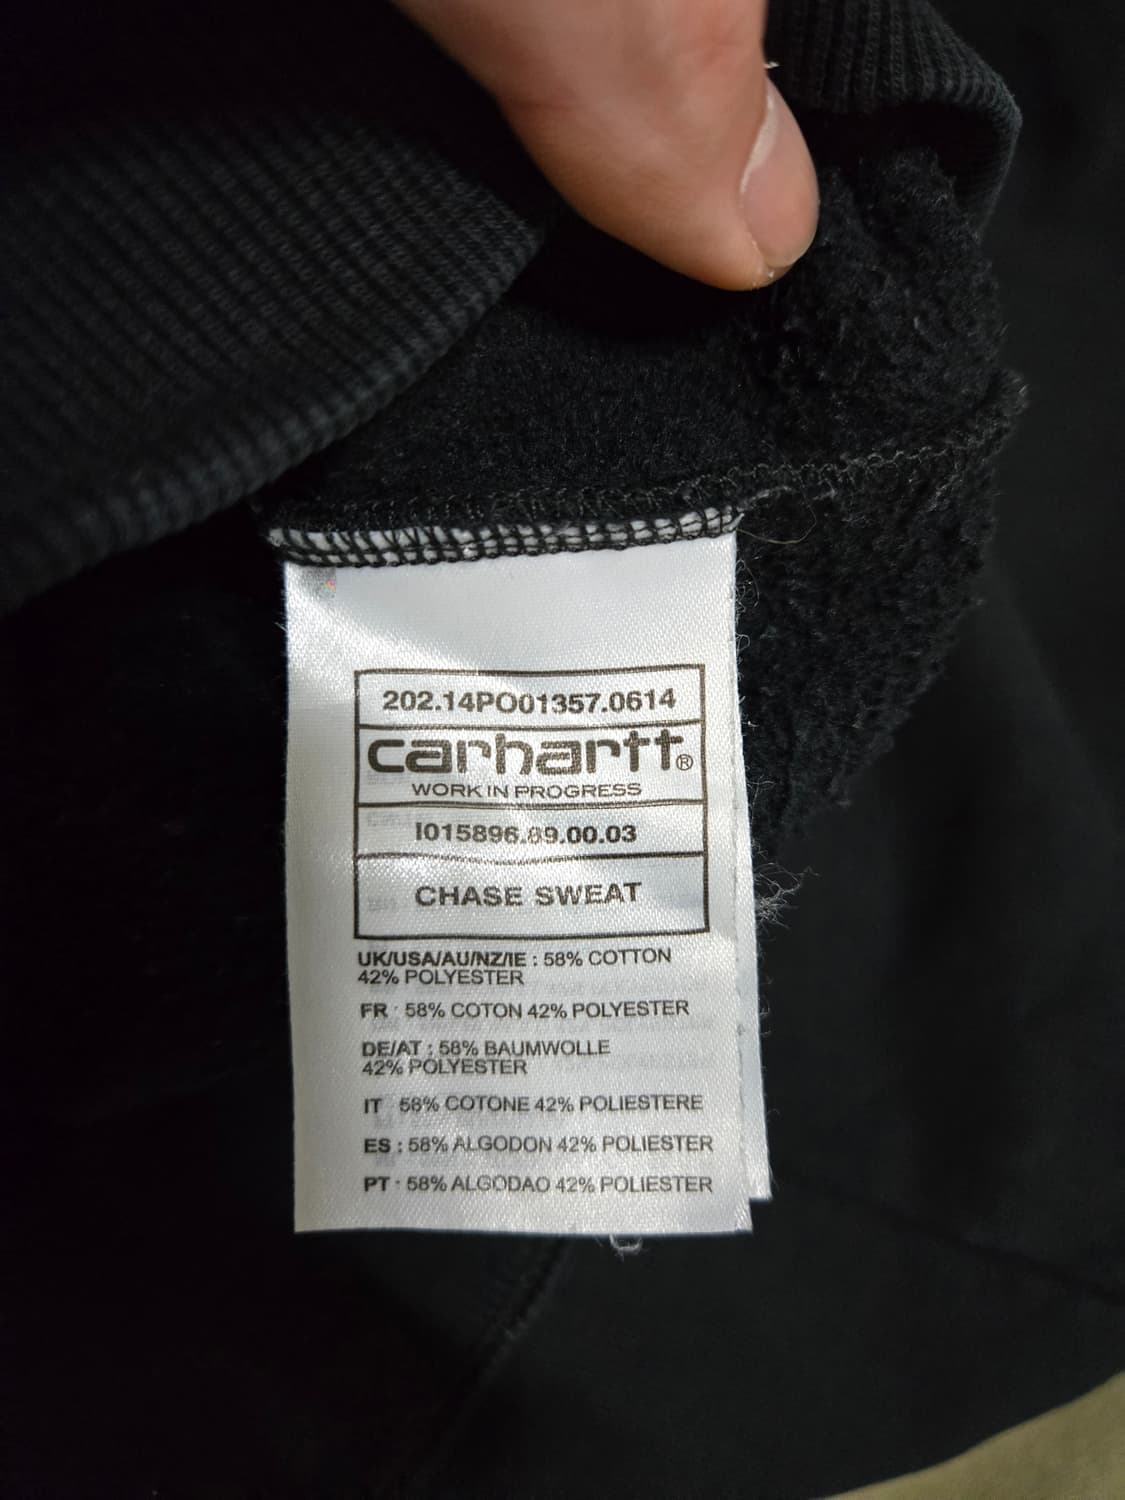 202.14PO01357.0614
carhartt®
WORK IN PROGRESS
I015896.89.00.03
CHASE SWEAT
UK/USA/AU/NZ/IE : 58% COTTON
42% POLYESTER
FR : 58% COTON 42% POLYESTER
DE/AT : 58% BAUMWOLLE
42% POLYESTER
IT 58% COTONE 42% POLIESTERE
ES : 58% ALGODON 42% POLIESTER
PT : 58% ALGODAO 42% POLIESTER